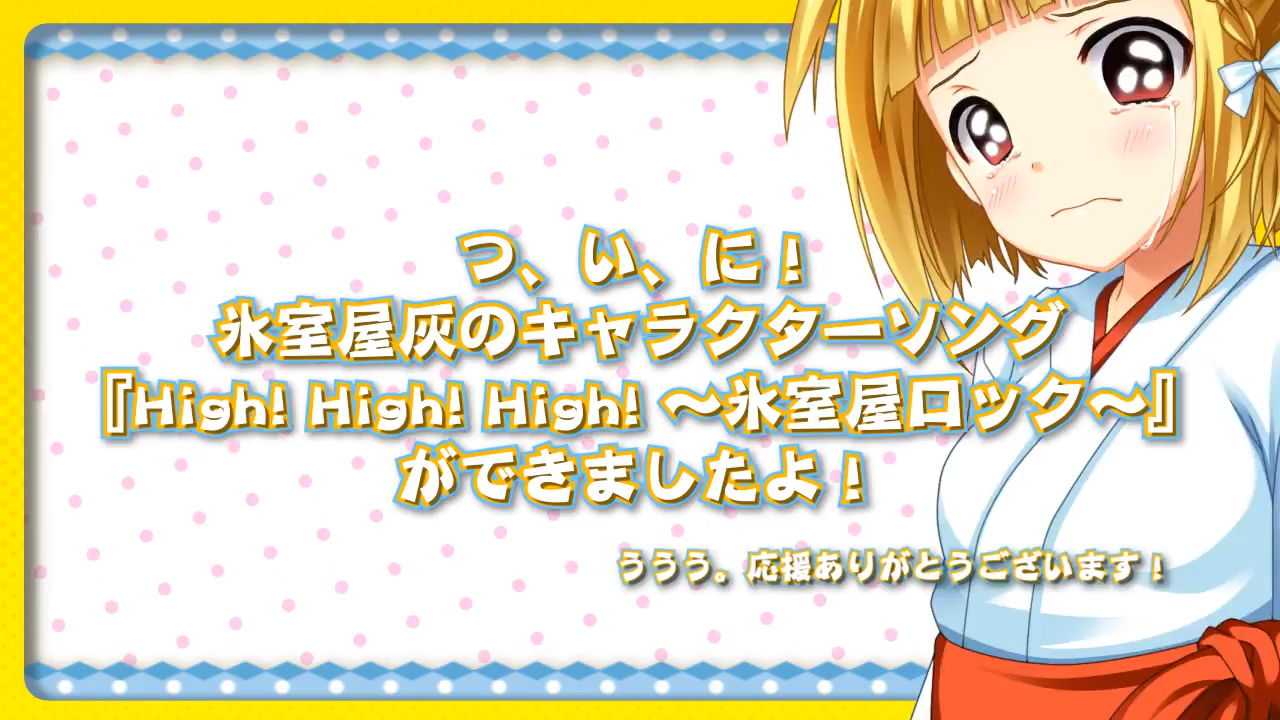 つ、い、に！
氷室屋灰のキャラクターソング
『High! High! High! ～氷室屋ロック～』
ができましたよ！
ううう。応援ありがとうございます！